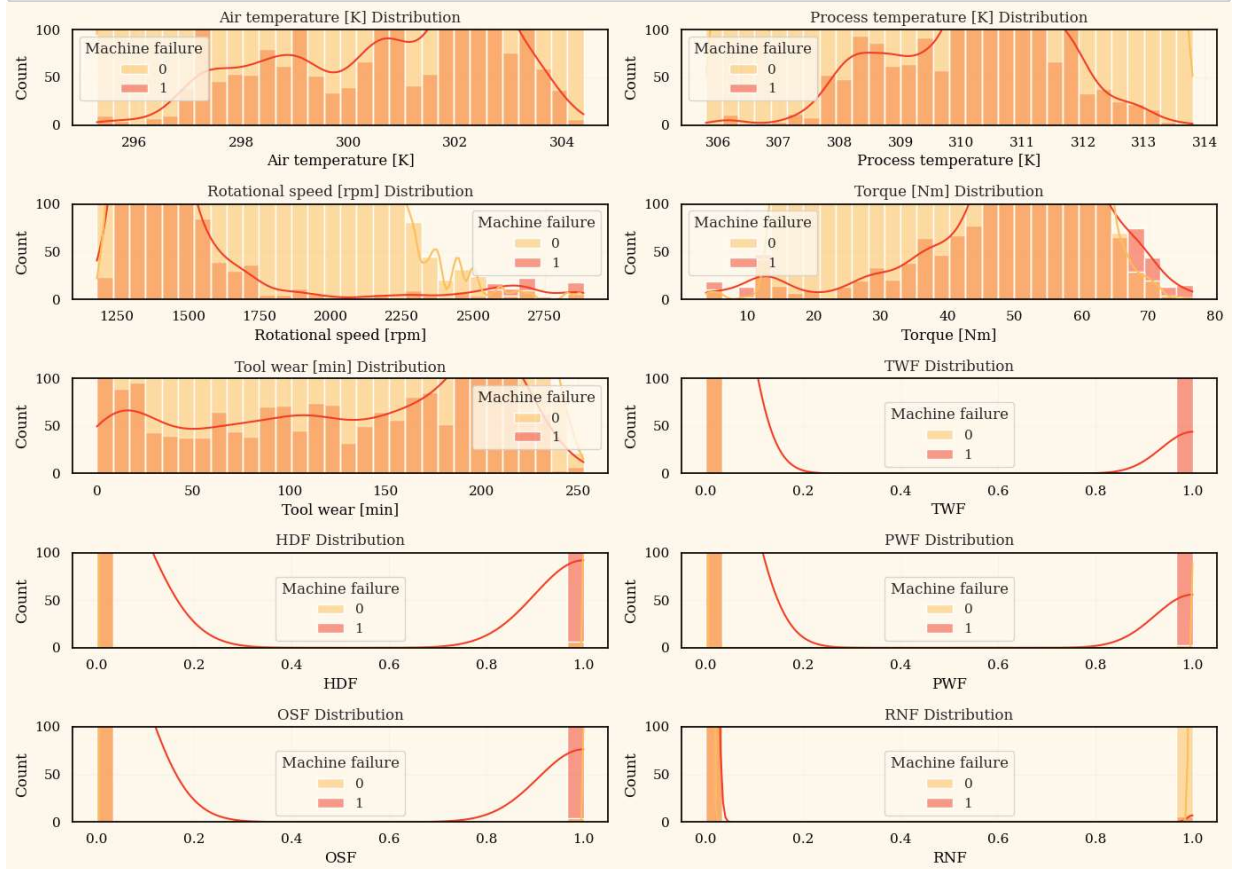 Air temperature [K] Distribution
Count
100
50
0
Machine failure
0
1
296 298 300 302 304
Air temperature [K]
Process temperature [K] Distribution
Count
100
50
0
Machine failure
0
1
306 307 308 309 310 311 312 313 314
Process temperature [K]
Rotational speed [rpm] Distribution
Count
100
50
0
Machine failure
0
1
1250 1500 1750 2000 2250 2500 2750
Rotational speed [rpm]
Torque [Nm] Distribution
Count
100
50
0
Machine failure
0
1
10 20 30 40 50 60 70 80
Torque [Nm]
Tool wear [min] Distribution
Count
100
50
0
Machine failure
0
1
0 50 100 150 200 250
Tool wear [min]
TWF Distribution
Count
100
50
0
Machine failure
0
1
0.0 0.2 0.4 0.6 0.8 1.0
TWF
HDF Distribution
Count
100
50
0
Machine failure
0
1
0.0 0.2 0.4 0.6 0.8 1.0
HDF
PWF Distribution
Count
100
50
0
Machine failure
0
1
0.0 0.2 0.4 0.6 0.8 1.0
PWF
OSF Distribution
Count
100
50
0
Machine failure
0
1
0.0 0.2 0.4 0.6 0.8 1.0
OSF
RNF Distribution
Count
100
50
0
Machine failure
0
1
0.0 0.2 0.4 0.6 0.8 1.0
RNF